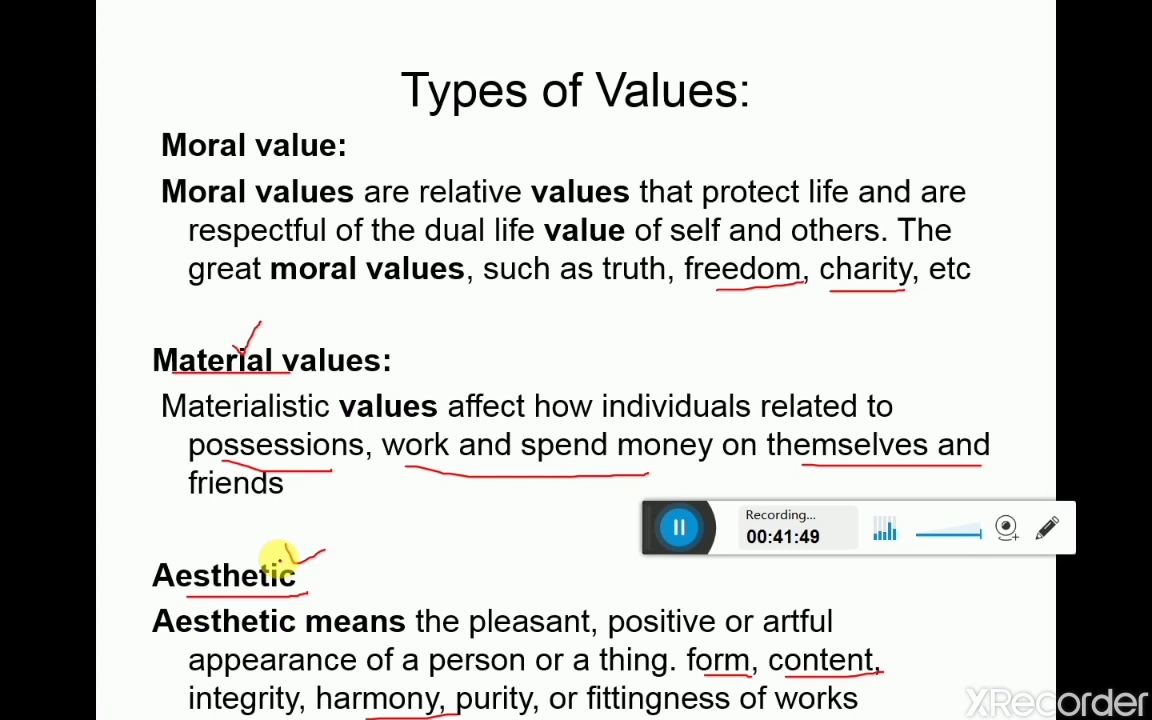 Types of Values:
Moral value:
Moral values are relative values that protect life and are
respectful of the dual life value of self and others. The
great moral values, such as truth, freedom, charity, etc
Material values:
Materialistic values affect how individuals related to
possessions, work and spend money on themselves and
friends
Recording...
00:41:49
Aesthetic
Aesthetic means the pleasant, positive or artful
appearance of a person or a thing. form, content,
integrity, harmony, purity, or fittingness of works
XRecorder